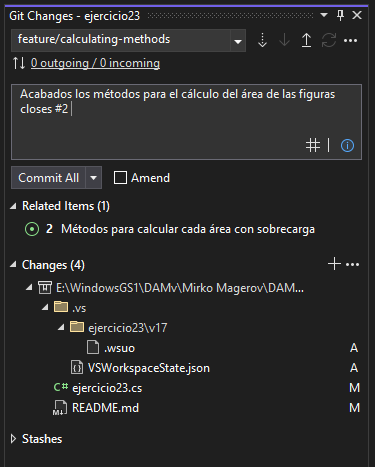 Git Changes - ejercicio23
feature/calculating-methods
0 outgoing / 0 incoming
Acabados los métodos para el cálculo del área de las figuras
closes #2
Commit All
Amend
Related Items (1)
2 Métodos para calcular cada área con sobrecarga
Changes (4)
E:\WindowsGS1\DAMv\Mirko Magerov\DAM...
.vs
ejercicio23\v17
.wsuo A
VSWorkspaceState.json A
C# ejercicio23.cs M
README.md M
Stashes